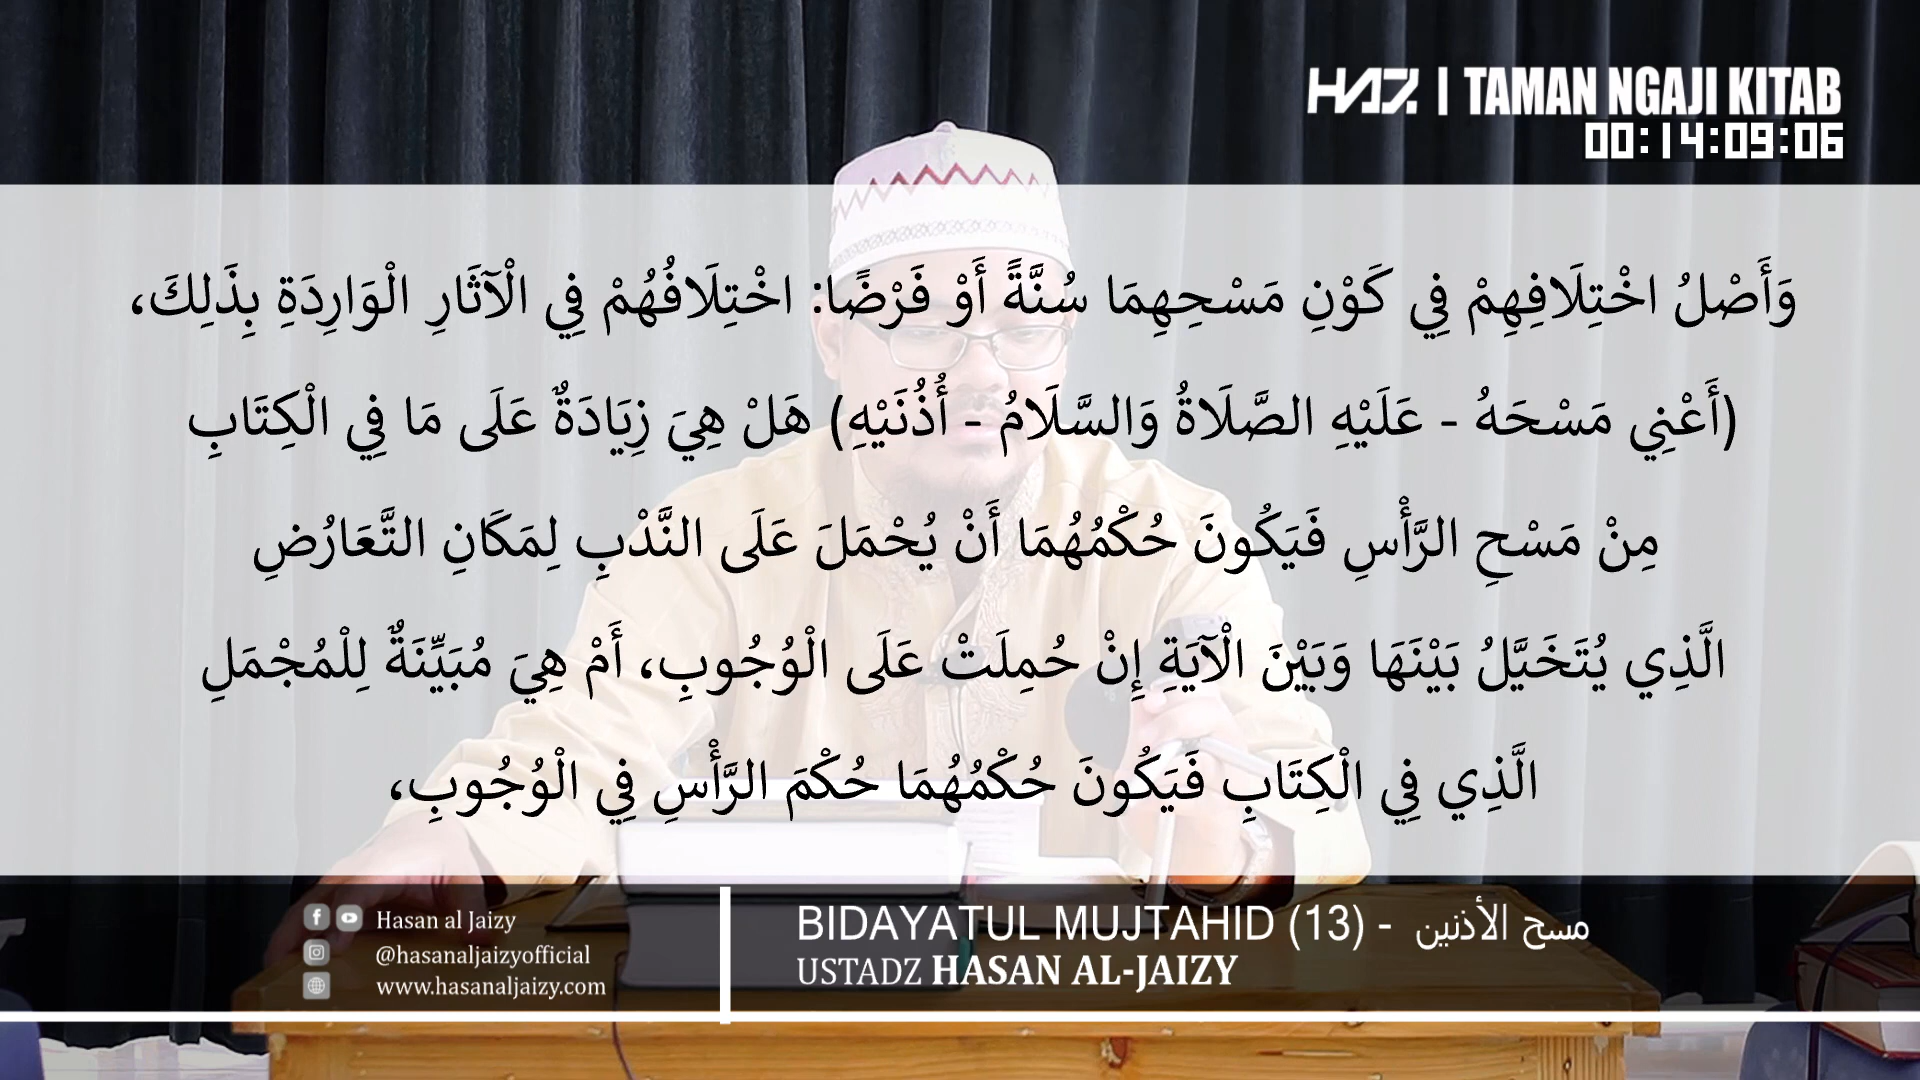 HAZ | TAMAN NGAJI KITAB
00:14:09:06
وَأَصْلُ اخْتِلَافِهِمْ فِي كَوْنِ مَسْحِهِمَا سُنَّةً أَوْ فَرْضًا: اخْتِلَافُهُمْ فِي الْآثَارِ الْوَارِدَةِ بِذَلِكَ،
(أَعْنِي مَسْحَهُ - عَلَيْهِ الصَّلَاةُ وَالسَّلَامُ - أُذُنَيْهِ) هَلْ هِيَ زِيَادَةٌ عَلَى مَا فِي الْكِتَابِ
مِنْ مَسْحِ الرَّأْسِ فَيَكُونَ حُكْمُهُمَا أَنْ يُحْمَلَ عَلَى النَّدْبِ لِمَكَانِ التَّعَارُضِ
الَّذِي يُتَخَيَّلُ بَيْنَهَا وَبَيْنَ الْآيَةِ إِنْ حُمِلَتْ عَلَى الْوُجُوبِ، أَمْ هِيَ مُبَيِّنَةٌ لِلْمُجْمَلِ
الَّذِي فِي الْكِتَابِ فَيَكُونَ حُكْمُهُمَا حُكْمَ الرَّأْسِ فِي الْوُجُوبِ،
Hasan al Jaizy
@hasanaljaizyofficial
www.hasanaljaizy.com
BIDAYATUL MUJTAHID (13) - مسح الأذنين
USTADZ HASAN AL-JAIZY